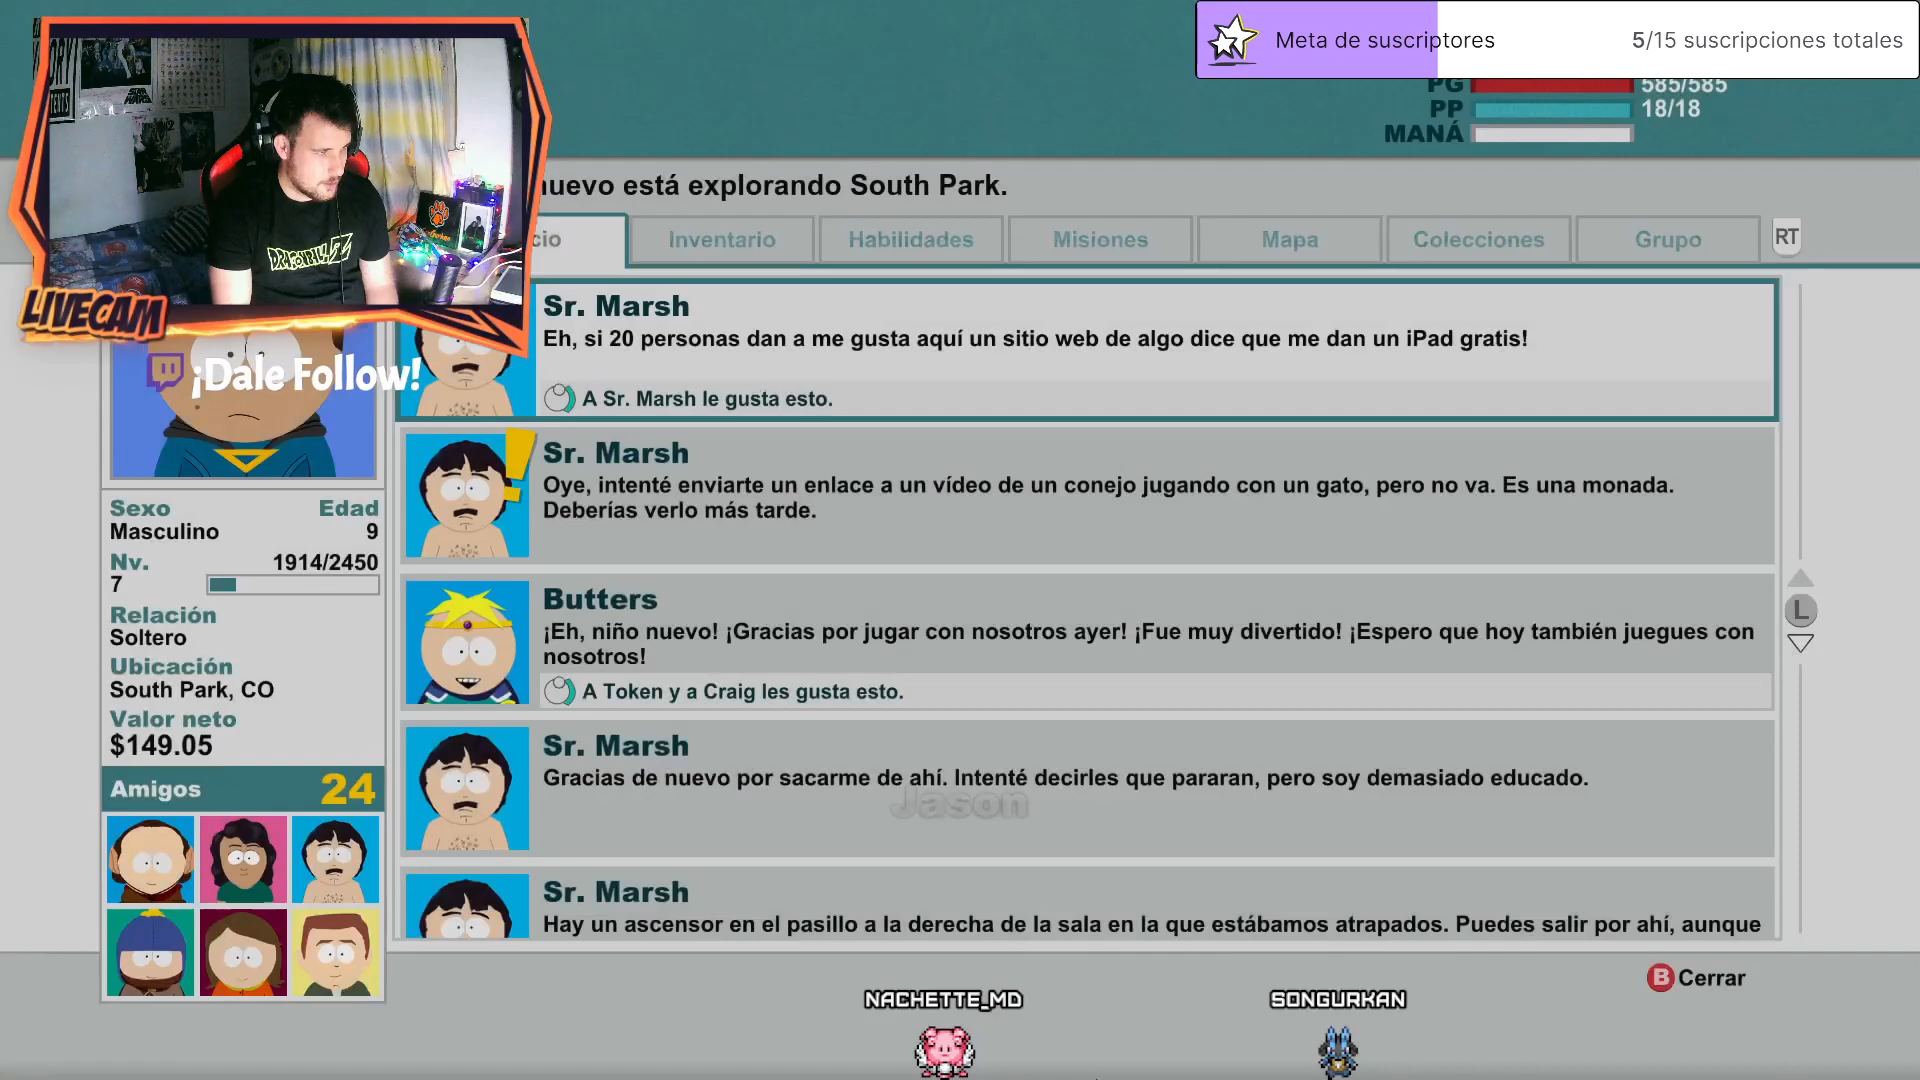 Meta de suscriptores
5/15 suscripciones totales
PG 585/585
PP 18/18
MANÁ
nuevo está explorando South Park.
cio
Inventario
Habilidades
Misiones
Mapa
Colecciones
Grupo
RT
STAR WARS
DRAGON BALL Z
LIVECAM
¡Dale Follow!
Sr. Marsh
Eh, si 20 personas dan a me gusta aquí un sitio web de algo dice que me dan un iPad gratis!
A Sr. Marsh le gusta esto.
Sr. Marsh
Oye, intenté enviarte un enlace a un vídeo de un conejo jugando con un gato, pero no va. Es una monada.
Deberías verlo más tarde.
Butters
¡Eh, niño nuevo! ¡Gracias por jugar con nosotros ayer! ¡Fue muy divertido! ¡Espero que hoy también juegues con
nosotros!
A Token y a Craig les gusta esto.
Sr. Marsh
Gracias de nuevo por sacarme de ahí. Intenté decirles que pararan, pero soy demasiado educado.
Jason
Sr. Marsh
Hay un ascensor en el pasillo a la derecha de la sala en la que estábamos atrapados. Puedes salir por ahí, aunque
L
Sexo Edad
Masculino 9
Nv. 1914/2450
7
Relación
Soltero
Ubicación
South Park, CO
Valor neto
$149.05
Amigos 24
B Cerrar
NACHETTE_MD
SONGURKAN